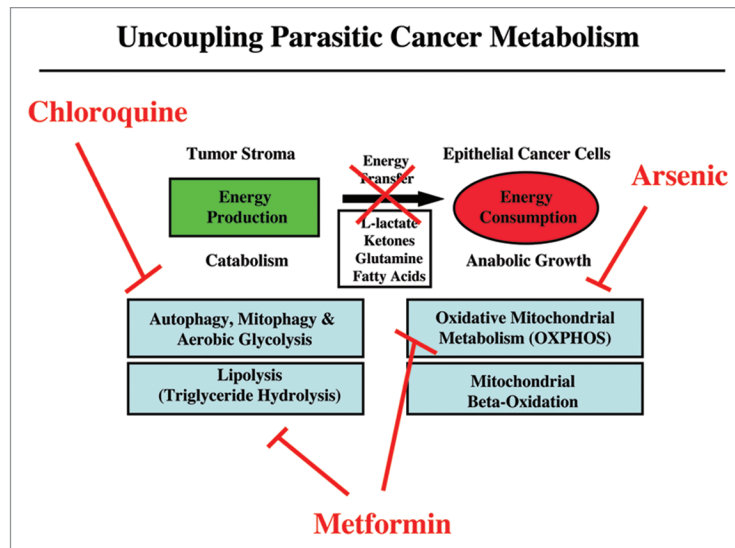 Uncoupling Parasitic Cancer Metabolism
Chloroquine
Tumor Stroma
Energy
Production
Catabolism
Energy
Transfer
L-lactate
Ketones
Glutamine
Fatty Acids
Epithelial Cancer Cells
Energy
Consumption
Anabolic Growth
Arsenic
Autophagy, Mitophagy &
Aerobic Glycolysis
Lipolysis
(Triglyceride Hydrolysis)
Oxidative Mitochondrial
Metabolism (OXPHOS)
Mitochondrial
Beta-Oxidation
Metformin